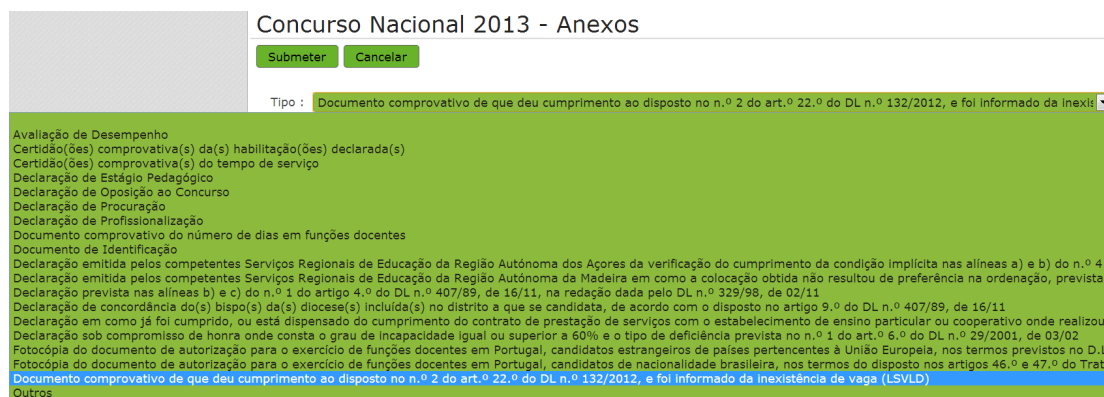 Concurso Nacional 2013 - Anexos
Submeter Cancelar
Tipo : Documento comprovativo de que deu cumprimento ao disposto no n.º 2 do art.º 22.º do DL n.º 132/2012, e foi informado da inexis
Avaliação de Desempenho
Certidão(ões) comprovativa(s) da(s) habilitação(ões) declarada(s)
Certidão(ões) comprovativa(s) do tempo de serviço
Declaração de Estágio Pedagógico
Declaração de Oposição ao Concurso
Declaração de Procuração
Declaração de Profissionalização
Documento comprovativo do número de dias em funções docentes
Documento de Identificação
Declaração emitida pelos competentes Serviços Regionais de Educação da Região Autónoma dos Açores da verificação do cumprimento da condição implícita nas alíneas a) e b) do n.º 4
Declaração emitida pelos competentes Serviços Regionais de Educação da Região Autónoma da Madeira em como a colocação obtida não resultou de preferência na ordenação, prevista
Declaração prevista nas alíneas b) e c) do n.º 1 do artigo 4.º do DL n.º 407/89, de 16/11, na redação dada pelo DL n.º 329/98, de 02/11
Declaração de concordância do(s) bispo(s) da(s) diocese(s) incluída(s) no distrito a que se candidata, de acordo com o disposto no artigo 9.º do DL n.º 407/89, de 16/11
Declaração em como já foi cumprido, ou está dispensado do cumprimento do contrato de prestação de serviços com o estabelecimento de ensino particular ou cooperativo onde realizou
Declaração sob compromisso de honra onde consta o grau de incapacidade igual ou superior a 60% e o tipo de deficiência prevista no n.º 1 do art.º 6.º do DL n.º 29/2001, de 03/02
Fotocópia do documento de autorização para o exercício de funções docentes em Portugal, candidatos estrangeiros de países pertencentes à União Europeia, nos termos previstos no D.L
Fotocópia do documento de autorização para o exercício de funções docentes em Portugal, candidatos de nacionalidade brasileira, nos termos do disposto nos artigos 46.º e 47.º do Trat
Documento comprovativo de que deu cumprimento ao disposto no n.º 2 do art.º 22.º do DL n.º 132/2012, e foi informado da inexistência de vaga (LSVLD)
Outros